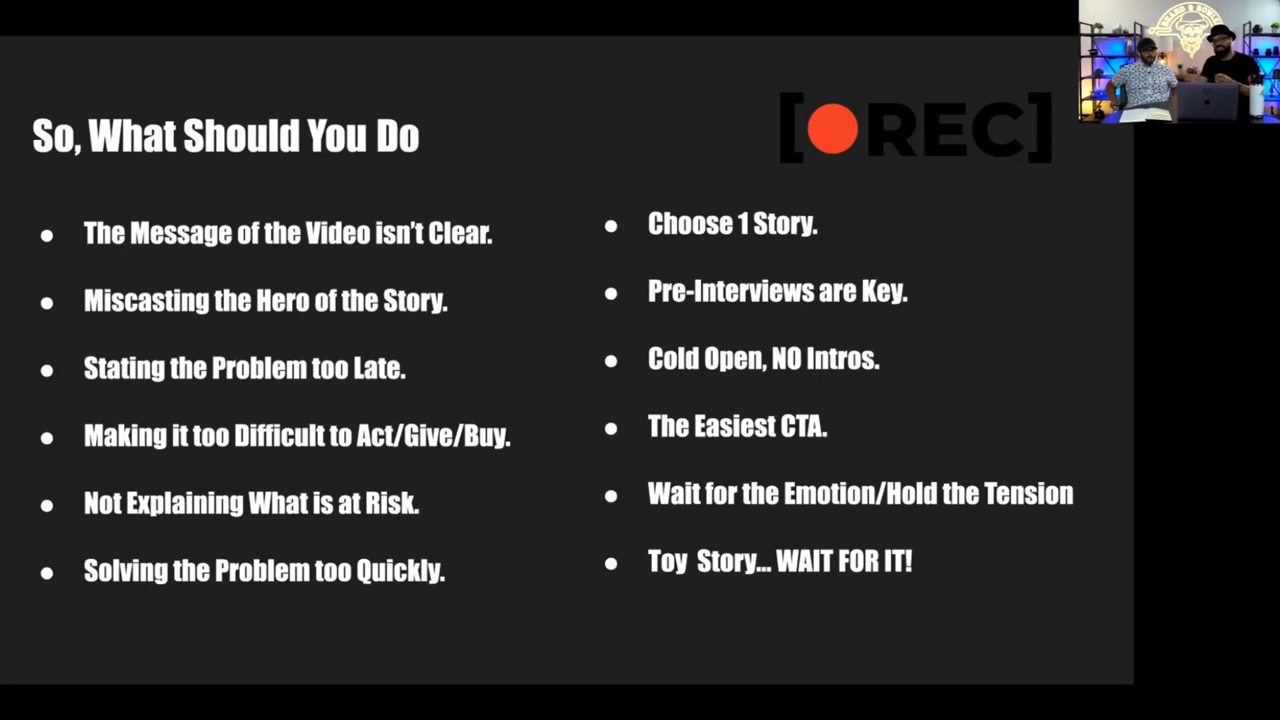 So, What Should You Do
[REC]
The Message of the Video isn't Clear.
Miscasting the Hero of the Story.
Stating the Problem too Late.
Making it too Difficult to Act/Give/Buy.
Not Explaining What is at Risk.
Solving the Problem too Quickly.
Choose 1 Story.
Pre-Interviews are Key.
Cold Open, NO Intros.
The Easiest CTA.
Wait for the Emotion/Hold the Tension
Toy Story... WAIT FOR IT!